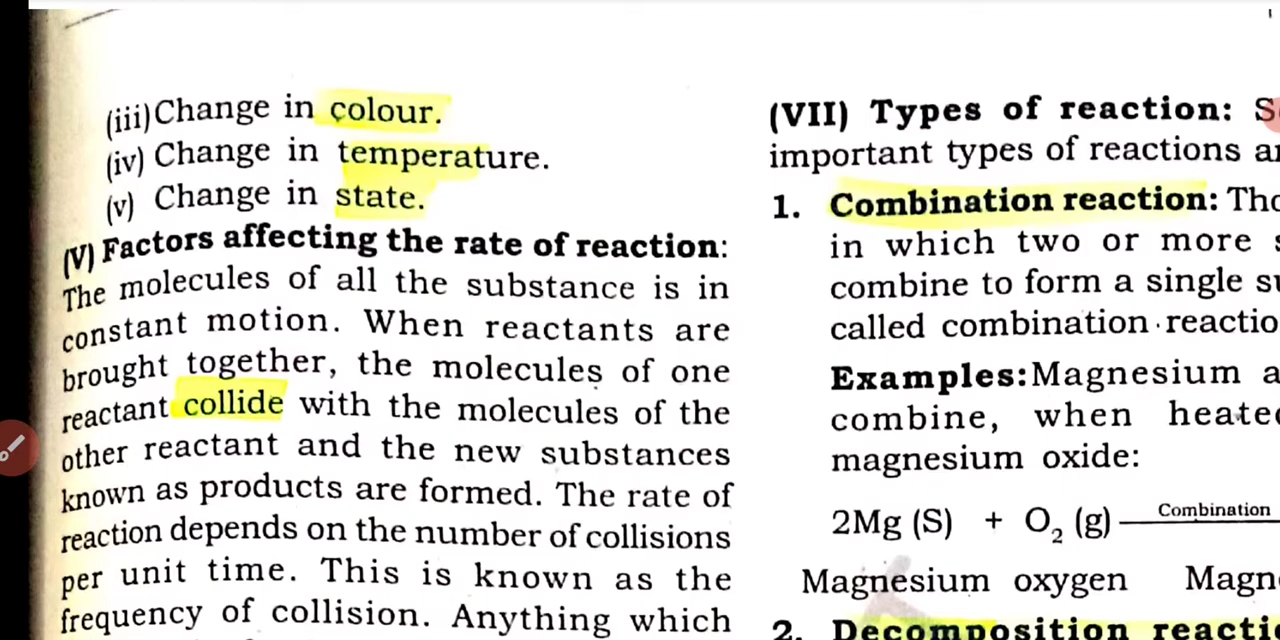 (iii) Change in colour.
(iv) Change in temperature.
(v) Change in state.
(V) Factors affecting the rate of reaction:
The molecules of all the substance is in
constant motion. When reactants are
brought together, the molecules of one
reactant collide with the molecules of the
other reactant and the new substances
known as products are formed. The rate of
reaction depends on the number of collisions
per unit time. This is known as the
frequency of collision. Anything which
(VII) Types of reaction:
important types of reactions
1. Combination reaction:
in which two or more
combine to form a single
called combination reactio
Examples: Magnesium
combine, when heate
magnesium oxide:
2Mg (S) + O₂ (g) Combination
Magnesium oxygen Magn
2. Decomposition reacti